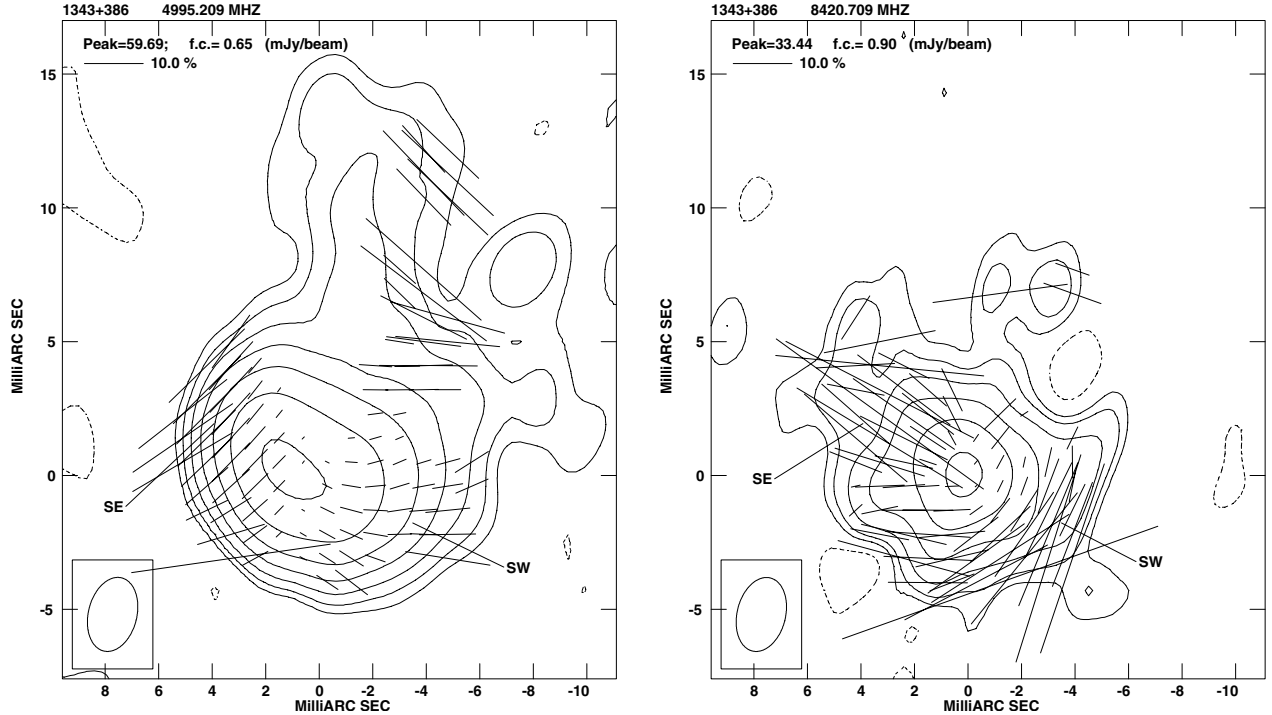 1343+386 4995.209 MHZ
Peak=59.69; f.c.= 0.65 (mJy/beam)
10.0 %
MilliARC SEC
15
10
5
0
-5
SE
SW
8 6 4 2 0 -2 -4 -6 -8 -10
MilliARC SEC
1343+386 8420.709 MHZ
Peak=33.44 f.c.= 0.90 (mJy/beam)
10.0 %
MilliARC SEC
15
10
5
0
-5
SE
SW
8 6 4 2 0 -2 -4 -6 -8 -10
MilliARC SEC